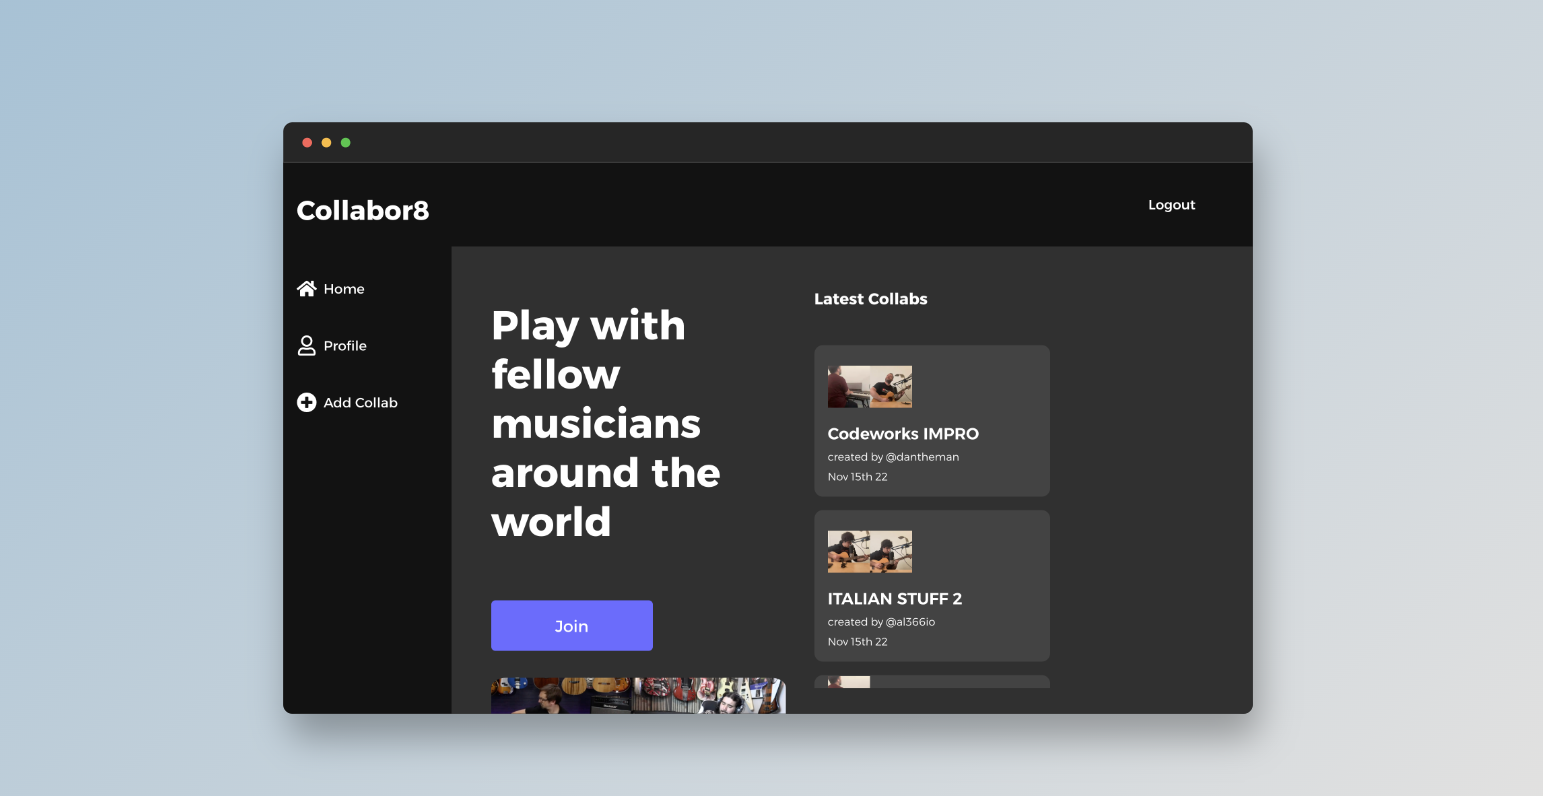 Collabor8
Logout
Home
Profile
Add Collab
Play with
fellow
musicians
around the
world
Join
Latest Collabs
Codeworks IMPRO
created by @dantheman
Nov 15th 22
ITALIAN STUFF 2
created by @al366io
Nov 15th 22